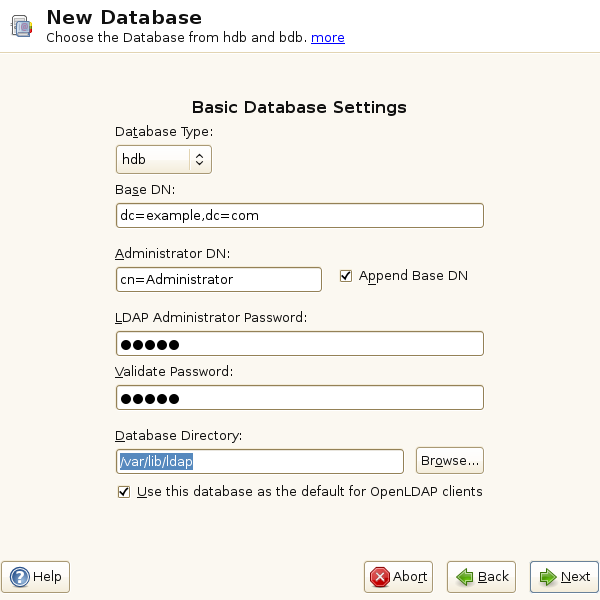 New Database
Choose the Database from hdb and bdb. more
Basic Database Settings
Database Type:
hdb
Base DN:
dc=example,dc=com
Administrator DN:
cn=Administrator
Append Base DN
LDAP Administrator Password:
●●●●●
Validate Password:
●●●●●
Database Directory:
/var/lib/ldap
Browse...
Use this database as the default for OpenLDAP clients
Help
Abort
Back
Next